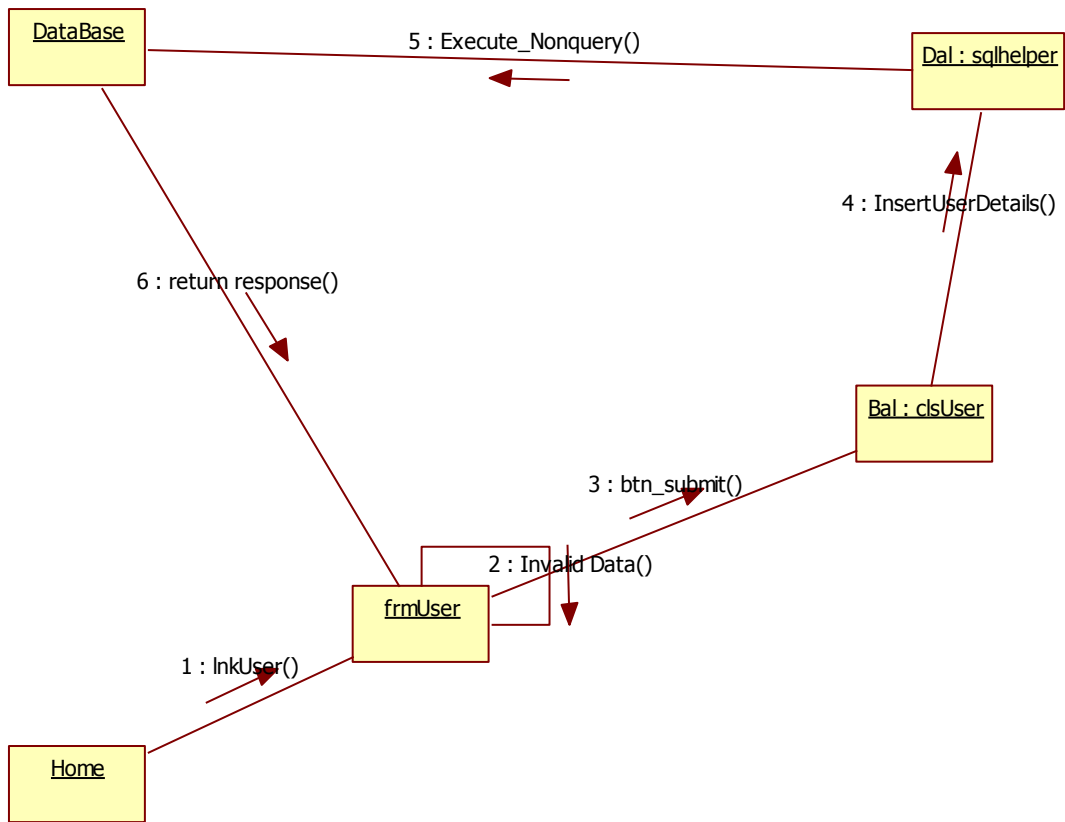 DataBase
5 : Execute_Nonquery()
Dal : sqlhelper
4 : InsertUserDetails()
6 : return response()
Bal : clsUser
3 : btn_submit()
2 : Invalid Data()
frmUser
1 : lnkUser()
Home